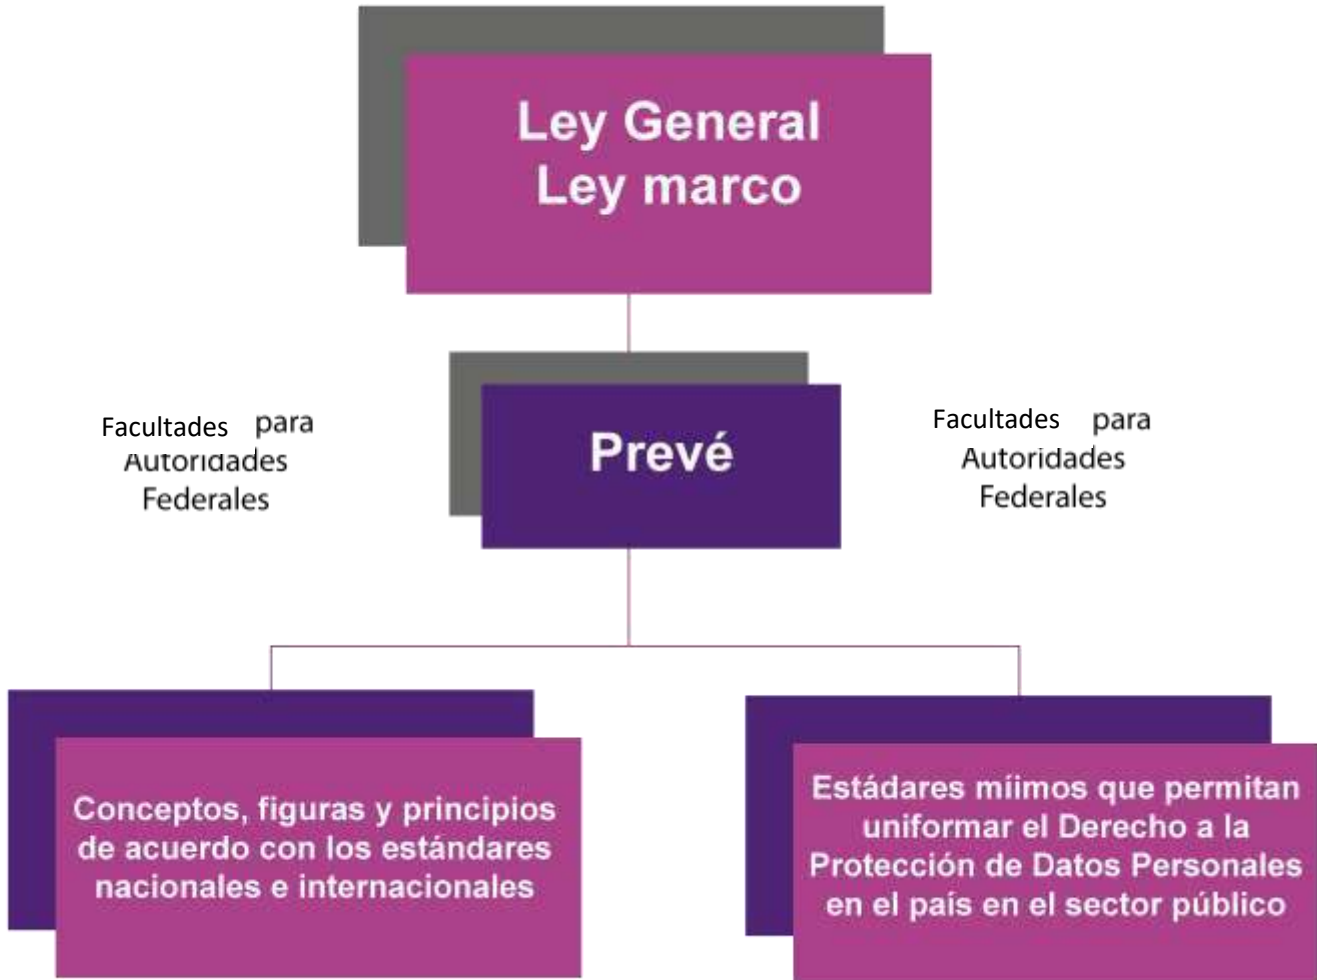 Ley General
Ley marco
Facultades para
Autoridades
Federales
Prevé
Facultades para
Autoridades
Federales
Conceptos, figuras y principios
de acuerdo con los estándares
nacionales e internacionales
Estádares míimos que permitan
uniformar el Derecho a la
Protección de Datos Personales
en el país en el sector público